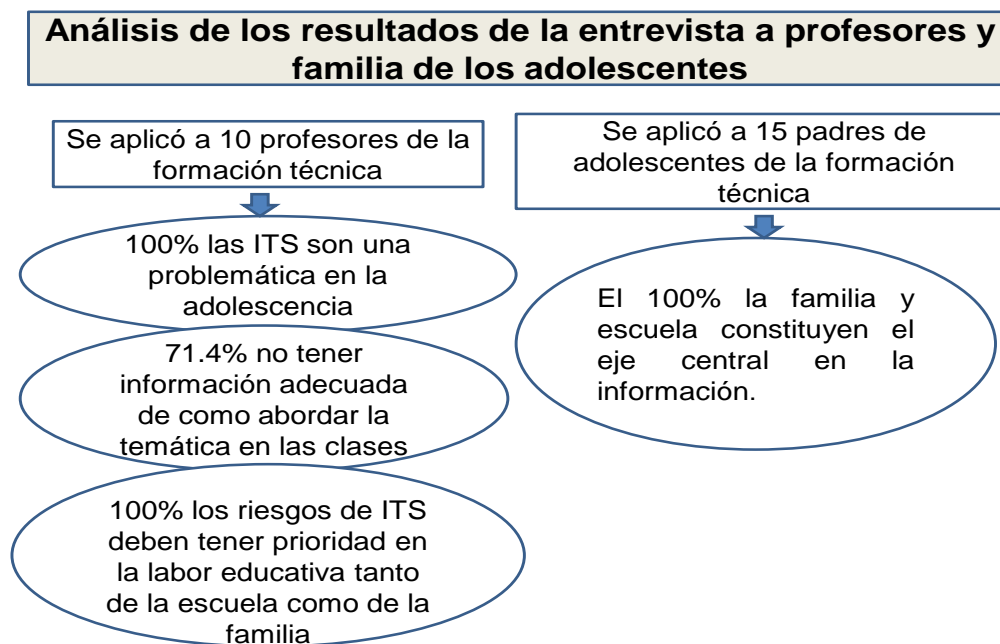 Análisis de los resultados de la entrevista a profesores y
familia de los adolescentes
Se aplicó a 10 profesores de la
formación técnica
100% las ITS son una
problemática en la
adolescencia
71.4% no tener
información adecuada
de como abordar la
temática en las clases
100% los riesgos de ITS
deben tener prioridad en
la labor educativa tanto
de la escuela como de la
familia
Se aplicó a 15 padres de
adolescentes de la formación
técnica
El 100% la familia y
escuela constituyen el
eje central en la
información.